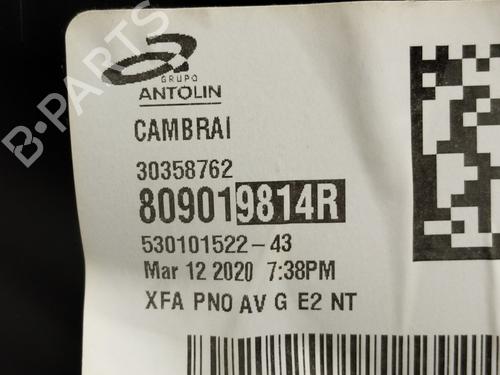 GRUPO
ANTOLIN
CAMBRAI
30358762
809019814R
530101522-43
Mar 12 2020 7:38PM
XFA PNO AV G E2 NT
B-PARTS